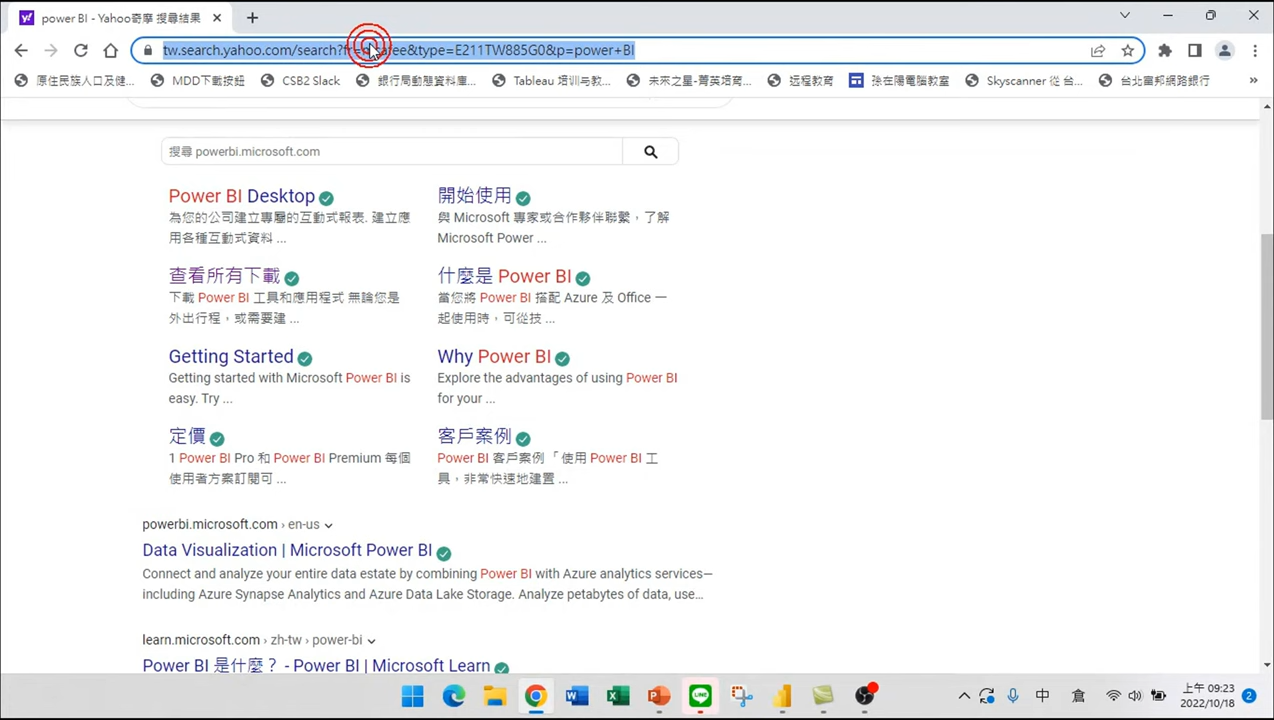 power BI - Yahoo奇摩 搜尋結果
tw.search.yahoo.com/search?fr=mcafee&type=E211TW885G0&p=power+BI
原住民族人及健... MDD下載按鈕 CSB2 Slack 銀行局動態資料庫... Tableau 培训与教... 未來之星-菁英培育... 远程教育 孫在陽電腦教室 Skyscanner 從 台... 台北富邦網路銀行
搜尋 powerbi.microsoft.com
Power BI Desktop
為您的公司建立專屬的互動式報表. 建立應
用各種互動式資料 ...
開始使用
與 Microsoft 專家或合作夥伴聯繫，了解
Microsoft Power ...
查看所有下載
下載 Power BI 工具和應用程式 無論您是
外出行程，或需要建 ...
什麼是 Power BI
當您將 Power BI 搭配 Azure 及 Office 一
起使用時，可從技 ...
Getting Started
Getting started with Microsoft Power BI is
easy. Try ...
Why Power BI
Explore the advantages of using Power BI
for your ...
定價
1 Power BI Pro 和 Power BI Premium 每個
使用者方案訂閱可 ...
客戶案例
Power BI 客戶案例「 使用 Power BI 工
具，非常快速地建置 ...
powerbi.microsoft.com › en-us
Data Visualization | Microsoft Power BI
Connect and analyze your entire data estate by combining Power BI with Azure analytics services—
including Azure Synapse Analytics and Azure Data Lake Storage. Analyze petabytes of data, use…
learn.microsoft.com › zh-tw › power-bi
Power BI 是什麼？ - Power BI | Microsoft Learn
LINE
中
倉
上午 09:23
2022/10/18
2